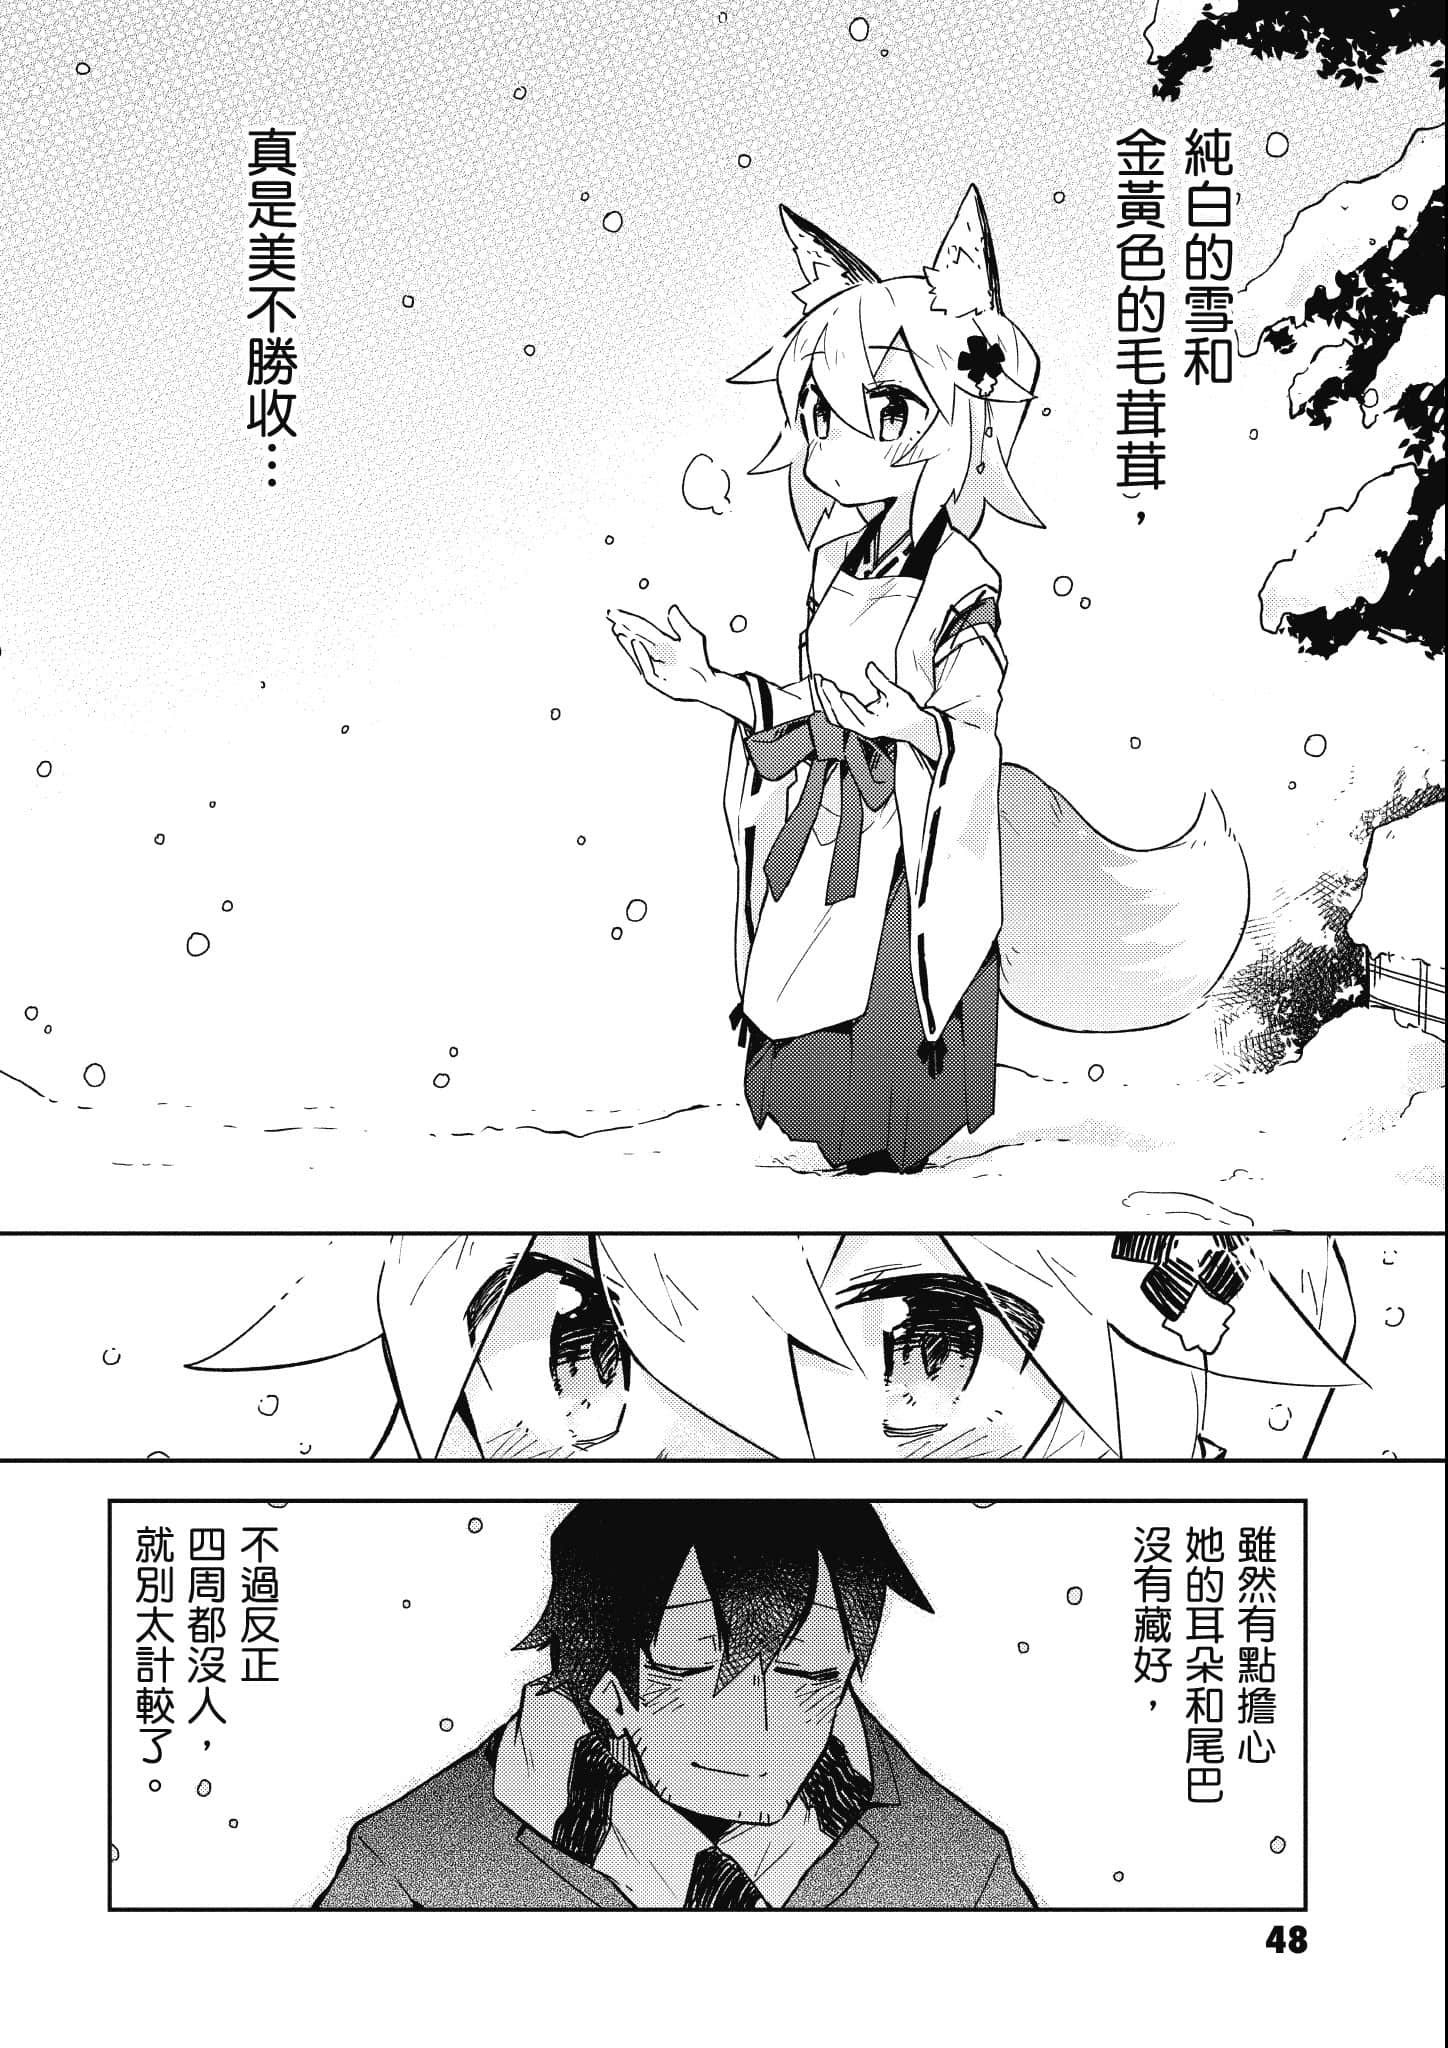 純白的雪和
金黃色的毛茸茸，
真是美不勝收…
雖然有點擔心
她的耳朵和尾巴
沒有藏好，
不過反正
四周都沒人，
就別太計較了。
48